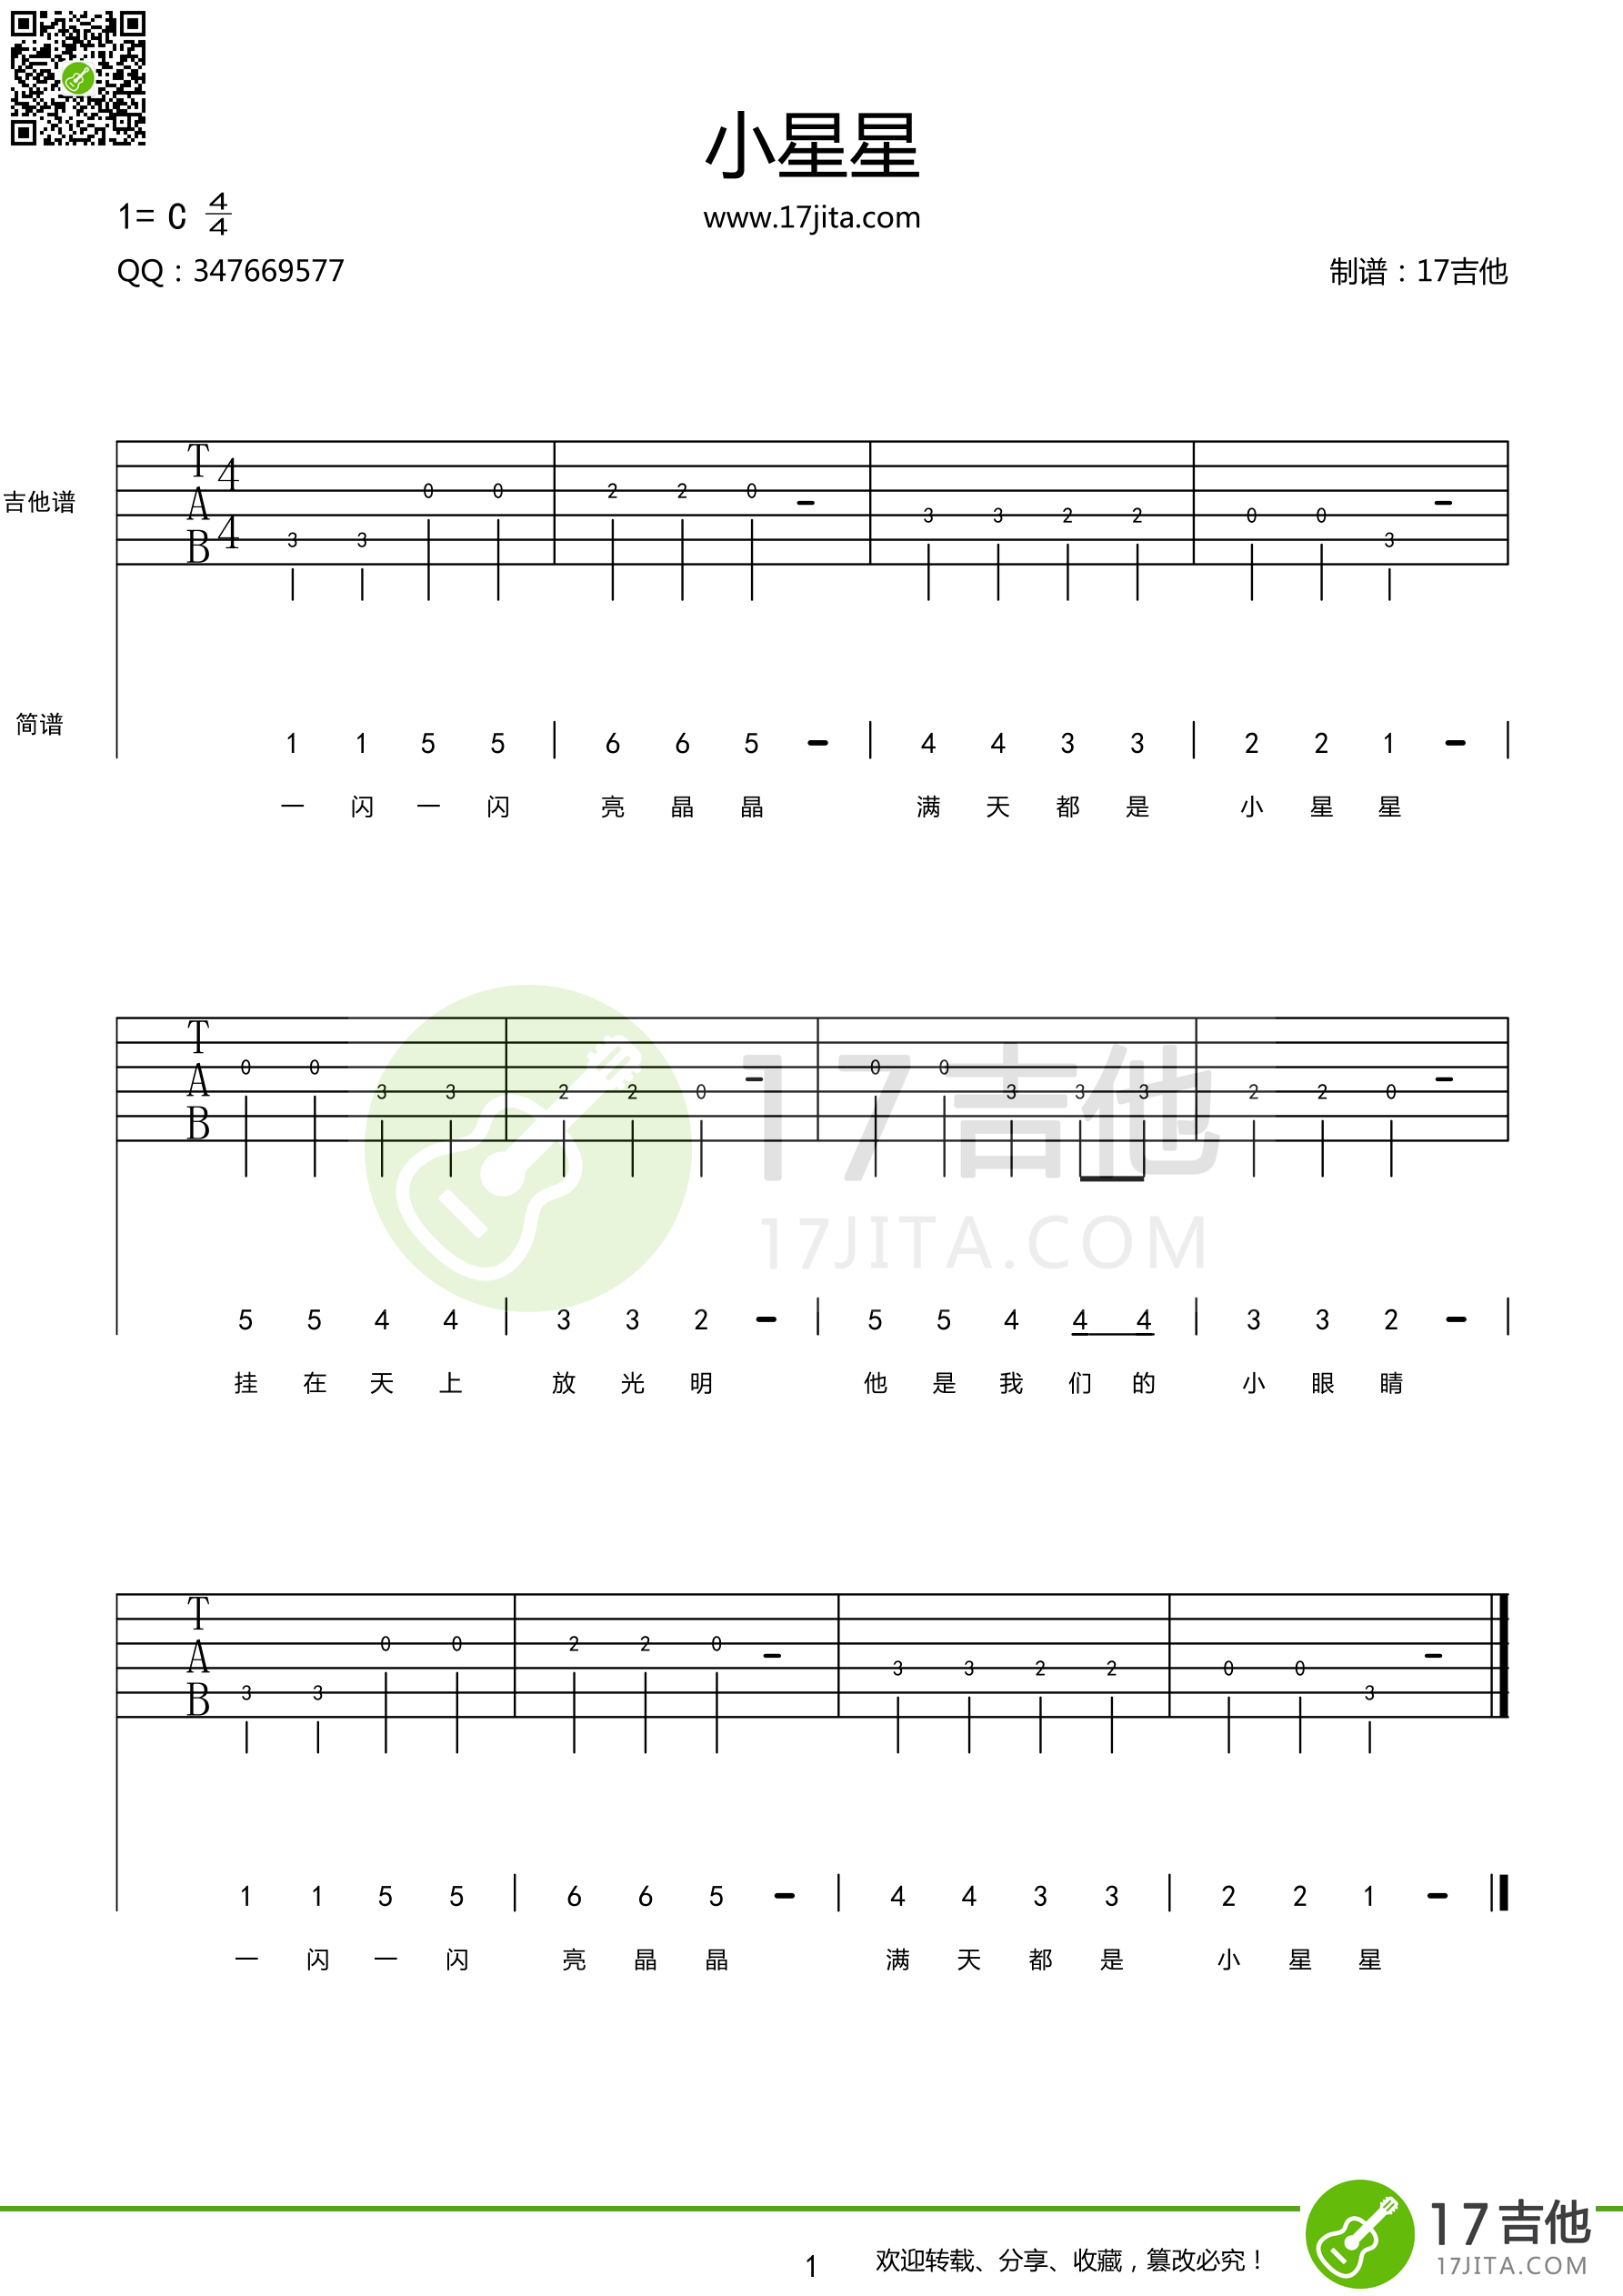 小星星
1= C 4/4
www.17jita.com
QQ：347669577
制谱：17吉他
T A B 4 4
吉他谱
3 3 0 0 2 2 0 - 3 3 2 2 0 0 3 -
简谱
1 1 5 5 | 6 6 5 - | 4 4 3 3 | 2 2 1 - |
一 闪 一 闪 亮 晶 晶 满 天 都 是 小 星 星
T A B
0 0 3 3 2 2 0 - 0 0 3 3 3 2 2 0 -
17吉他
17JITA.COM
5 5 4 4 | 3 3 2 - | 5 5 4 4 4 | 3 3 2 - |
挂 在 天 上 放 光 明 他 是 我 们 的 小 眼 睛
T A B
3 3 0 0 2 2 0 - 3 3 2 2 0 0 3 -
1 1 5 5 | 6 6 5 - | 4 4 3 3 | 2 2 1 - |
一 闪 一 闪 亮 晶 晶 满 天 都 是 小 星 星
1
欢迎转载、分享、收藏，篡改必究！
17吉他
17JITA.COM